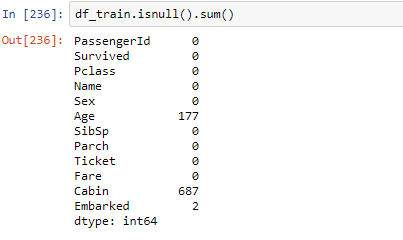 In [236]: df_train.isnull().sum()
Out[236]: PassengerId 0
Survived 0
Pclass 0
Name 0
Sex 0
Age 177
SibSp 0
Parch 0
Ticket 0
Fare 0
Cabin 687
Embarked 2
dtype: int64